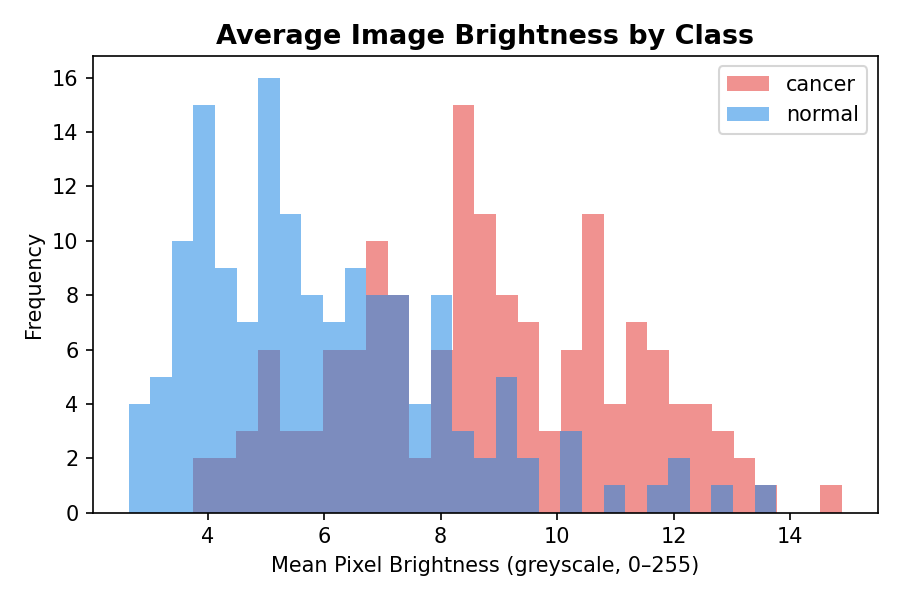 Average Image Brightness by Class
cancer
normal
16
14
12
10
8
6
4
2
0
Frequency
4 6 8 10 12 14
Mean Pixel Brightness (greyscale, 0–255)